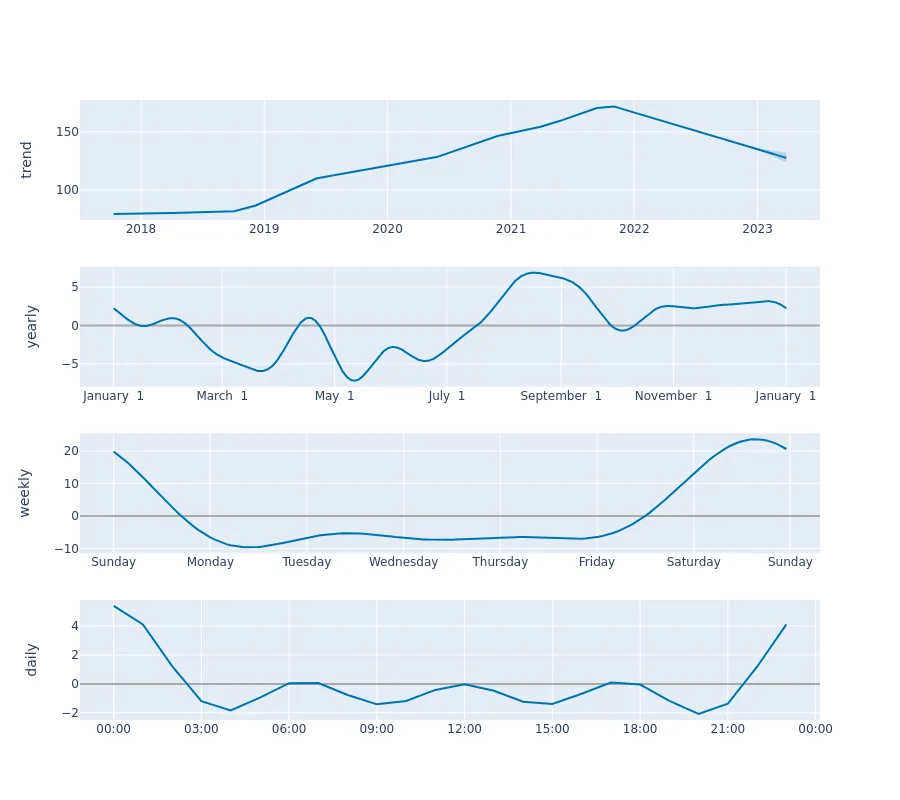 trend
150
100
2018 2019 2020 2021 2022 2023
yearly
5
0
−5
January 1 March 1 May 1 July 1 September 1 November 1 January 1
weekly
20
10
0
−10
Sunday Monday Tuesday Wednesday Thursday Friday Saturday Sunday
daily
4
2
0
−2
00:00 03:00 06:00 09:00 12:00 15:00 18:00 21:00 00:00